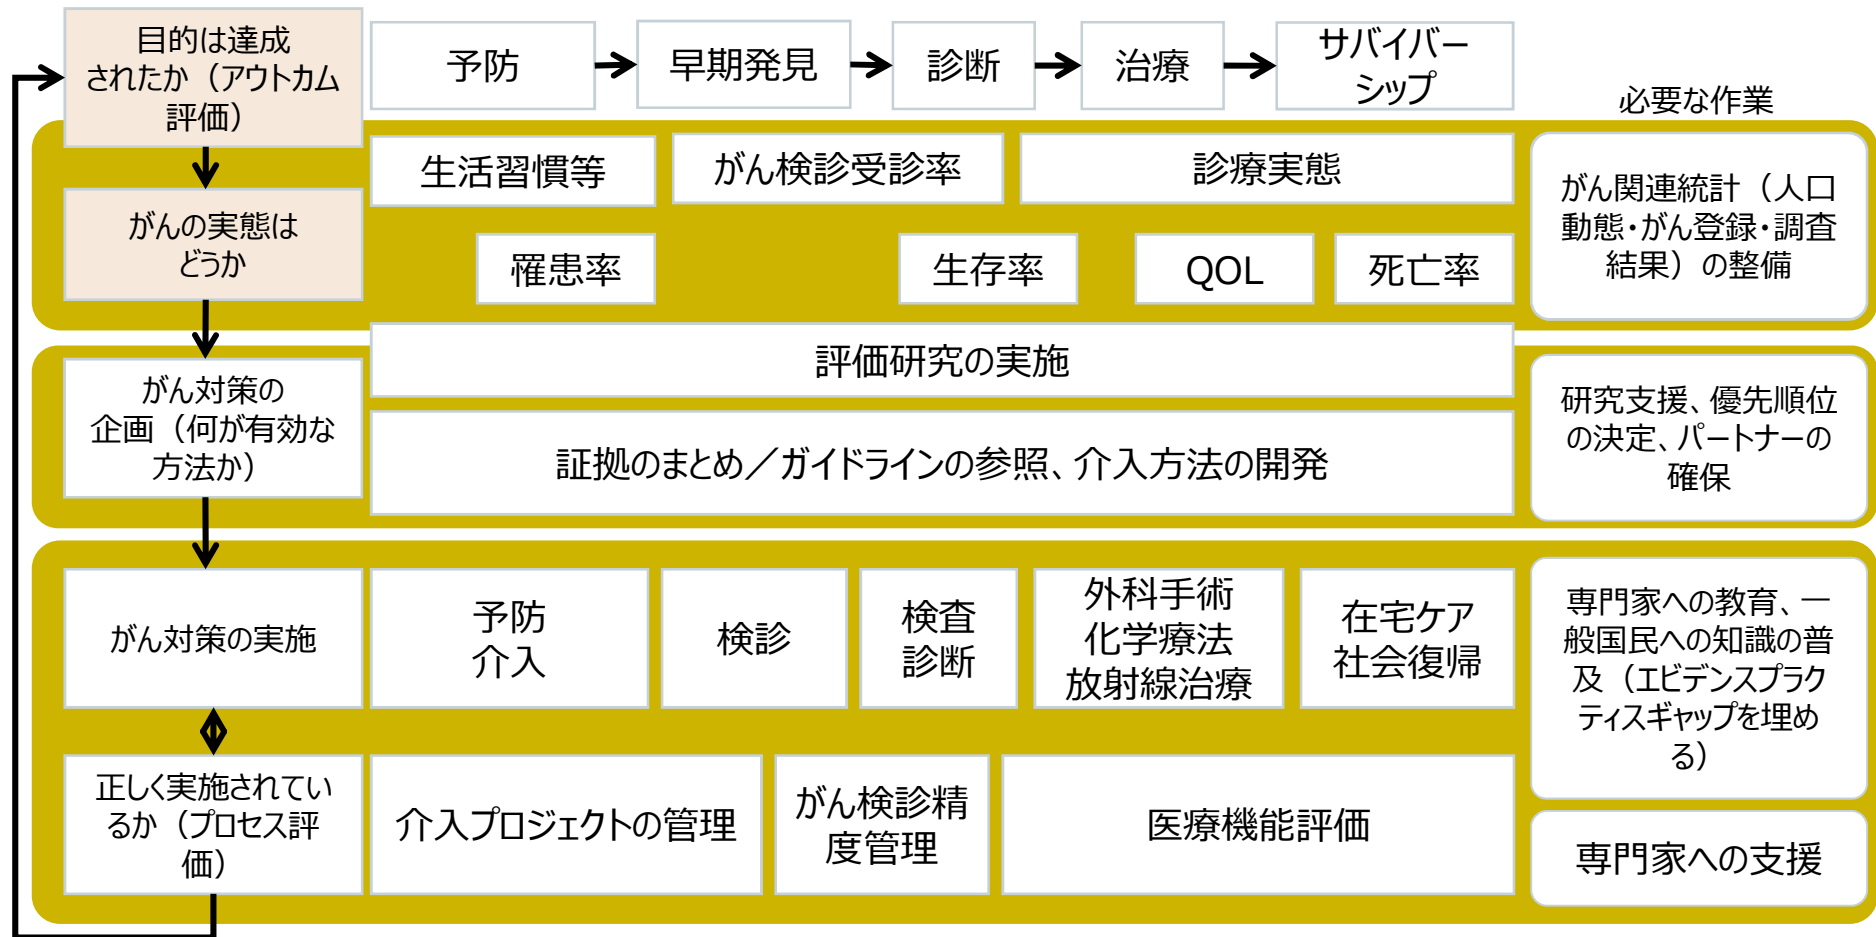 目的は達成
されたか（アウトカム
評価）
予防
早期発見
診断
治療
サバイバー
シップ
必要な作業
生活習慣等
がん検診受診率
診療実態
がんの実態は
どうか
罹患率
生存率
QOL
死亡率
がん関連統計（人口
動態・がん登録・調査
結果）の整備
評価研究の実施
がん対策の
企画（何が有効な
方法か）
証拠のまとめ／ガイドラインの参照、介入方法の開発
研究支援、優先順位
の決定、パートナーの
確保
がん対策の実施
予防
介入
検診
検査
診断
外科手術
化学療法
放射線治療
在宅ケア
社会復帰
専門家への教育、一
般国民への知識の普
及（エビデンスプラク
ティスギャップを埋め
る）
正しく実施されてい
るか（プロセス評
価）
介入プロジェクトの管理
がん検診精
度管理
医療機能評価
専門家への支援